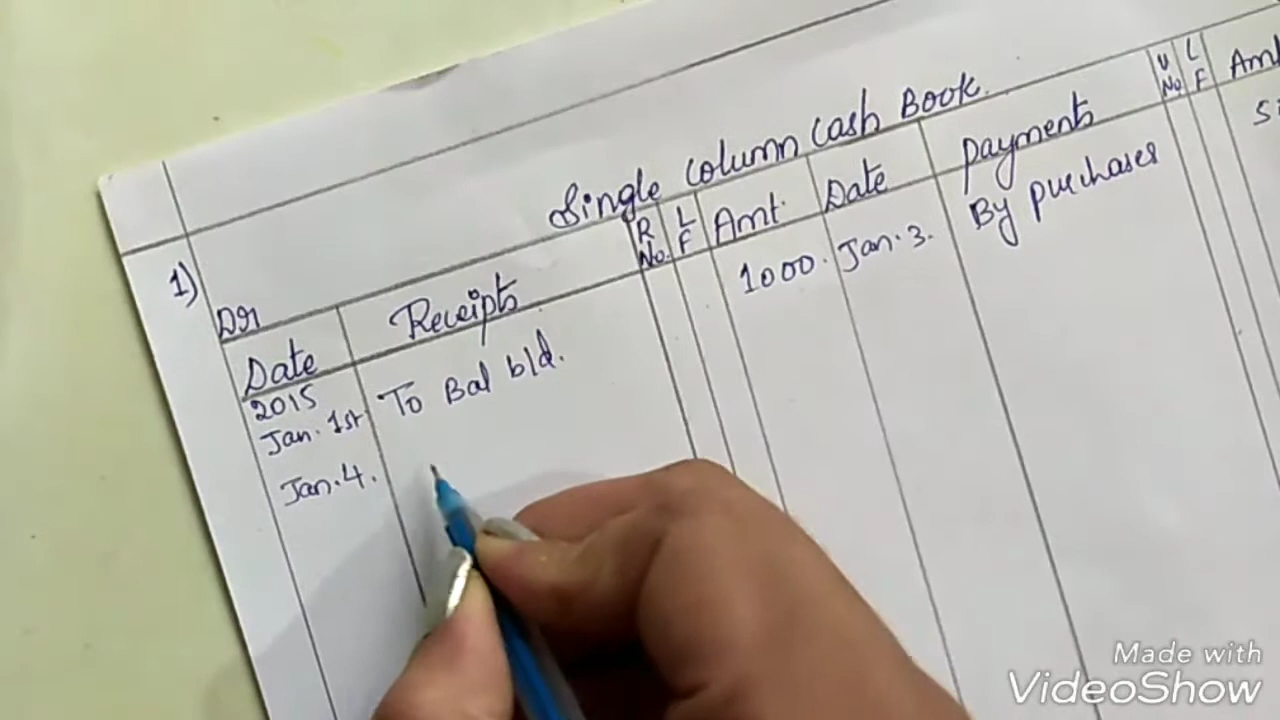 Single column Cash Book.
1)
Dr
Date Receipts R No. L F Amt. Date Payments V No L F Amt
2015
Jan. 1st. To Bal b/d. 1000. Jan. 3. By purchases
Jan. 4.
Made with
VideoShow